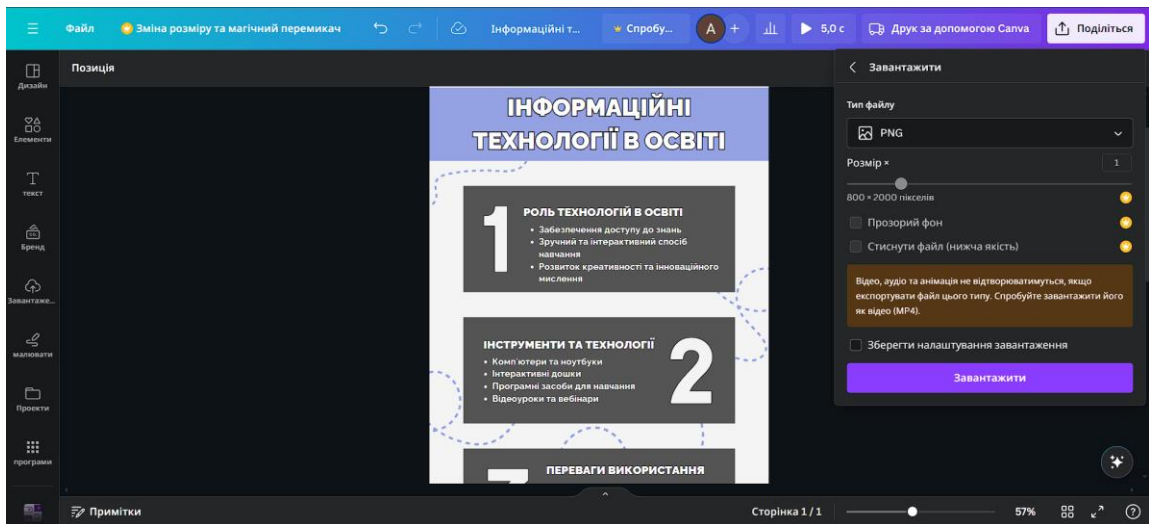 Файл
Зміна розміру та магічний перемикач
Інформаційні т...
Спробу...
A
+
5,0 с
Друк за допомогою Canva
Поділіться
Дизайн
Елементи
текст
Бренд
Завантаже...
малювати
Проекти
програми
Позиція
ІНФОРМАЦІЙНІ
ТЕХНОЛОГІЇ В ОСВІТІ
1
РОЛЬ ТЕХНОЛОГІЙ В ОСВІТІ
• Забезпечення доступу до знань
• Зручний та інтерактивний спосіб
навчання
• Розвиток креативності та інноваційного
мислення
ІНСТРУМЕНТИ ТА ТЕХНОЛОГІЇ
• Комп'ютери та ноутбуки
• Інтерактивні дошки
• Програмні засоби для навчання
• Відеоуроки та вебінари
2
3
ПЕРЕВАГИ ВИКОРИСТАННЯ
Завантажити
Тип файлу
PNG
Розмір ×
1
800 × 2000 пікселів
Прозорий фон
Стиснути файл (нижча якість)
Відео, аудіо та анімація не відтворюватимуться, якщо
експортувати файл цього типу. Спробуйте завантажити його
як відео (MP4).
Зберегти налаштування завантаження
Завантажити
Примітки
Сторінка 1 / 1
57%